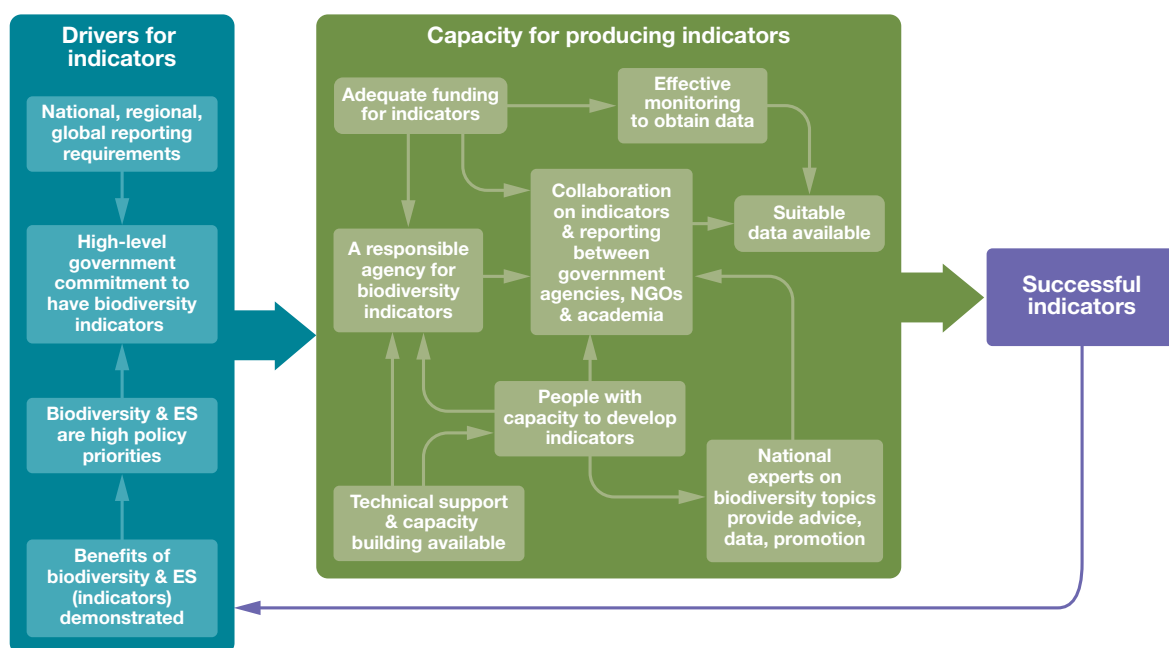 Drivers for
indicators
National, regional,
global reporting
requirements
High-level
government
commitment to
have biodiversity
indicators
Biodiversity & ES
are high policy
priorities
Benefits of
biodiversity & ES
(indicators)
demonstrated
Capacity for producing indicators
Adequate funding
for indicators
Effective
monitoring
to obtain data
Collaboration
on indicators
& reporting
between
government
agencies, NGOs
& academia
Suitable
data available
A responsible
agency for
biodiversity
indicators
People with
capacity to develop
indicators
Technical support
& capacity
building available
National
experts on
biodiversity topics
provide advice,
data, promotion
Successful
indicators